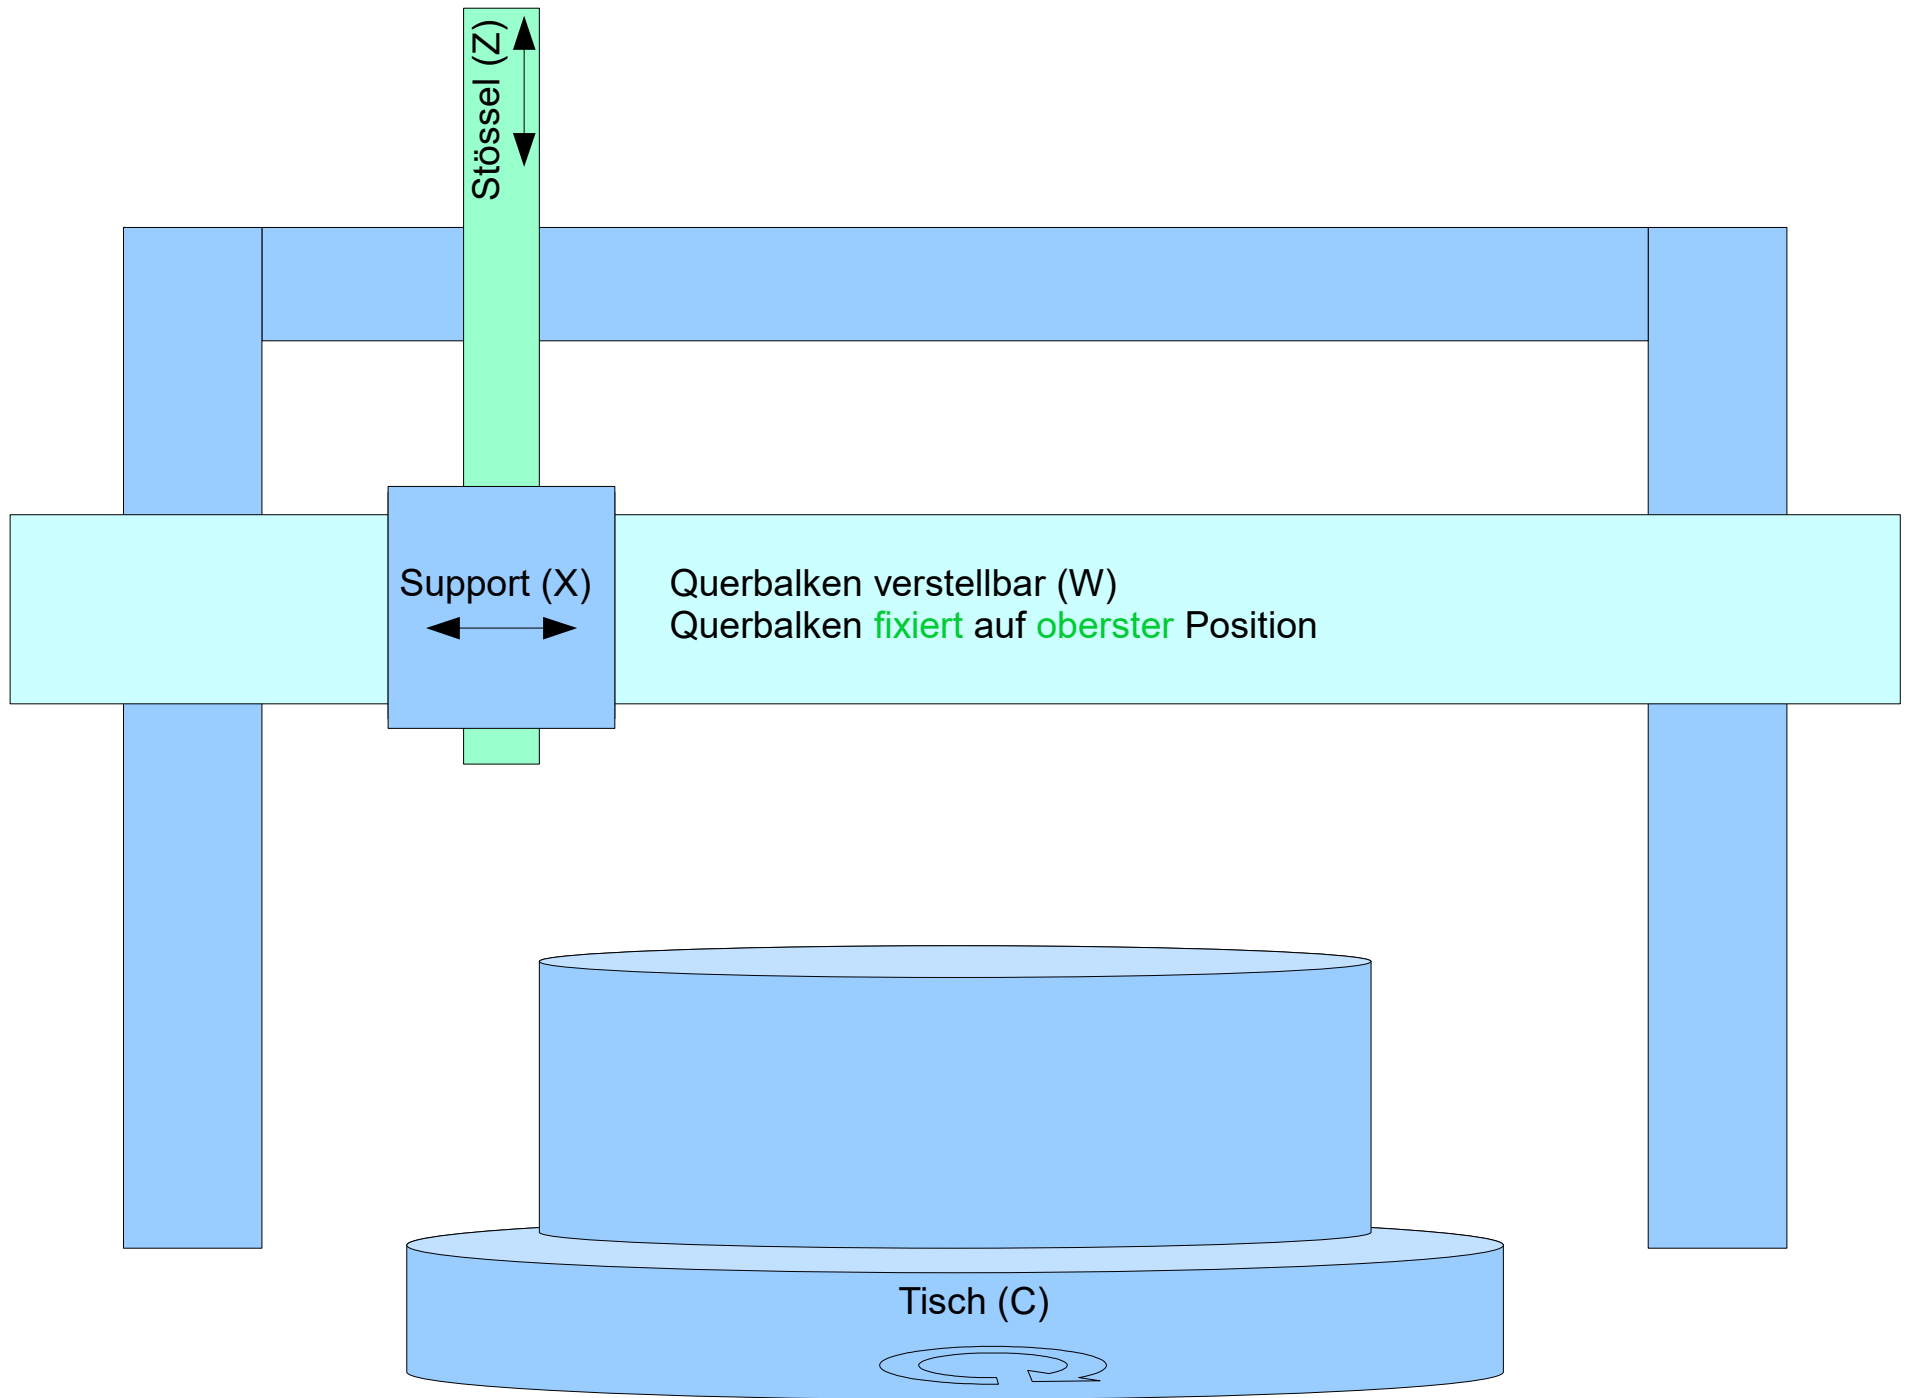 Stössel (Z)
Support (X)
Querbalken verstellbar (W)
Querbalken fixiert auf oberster Position
Tisch (C)